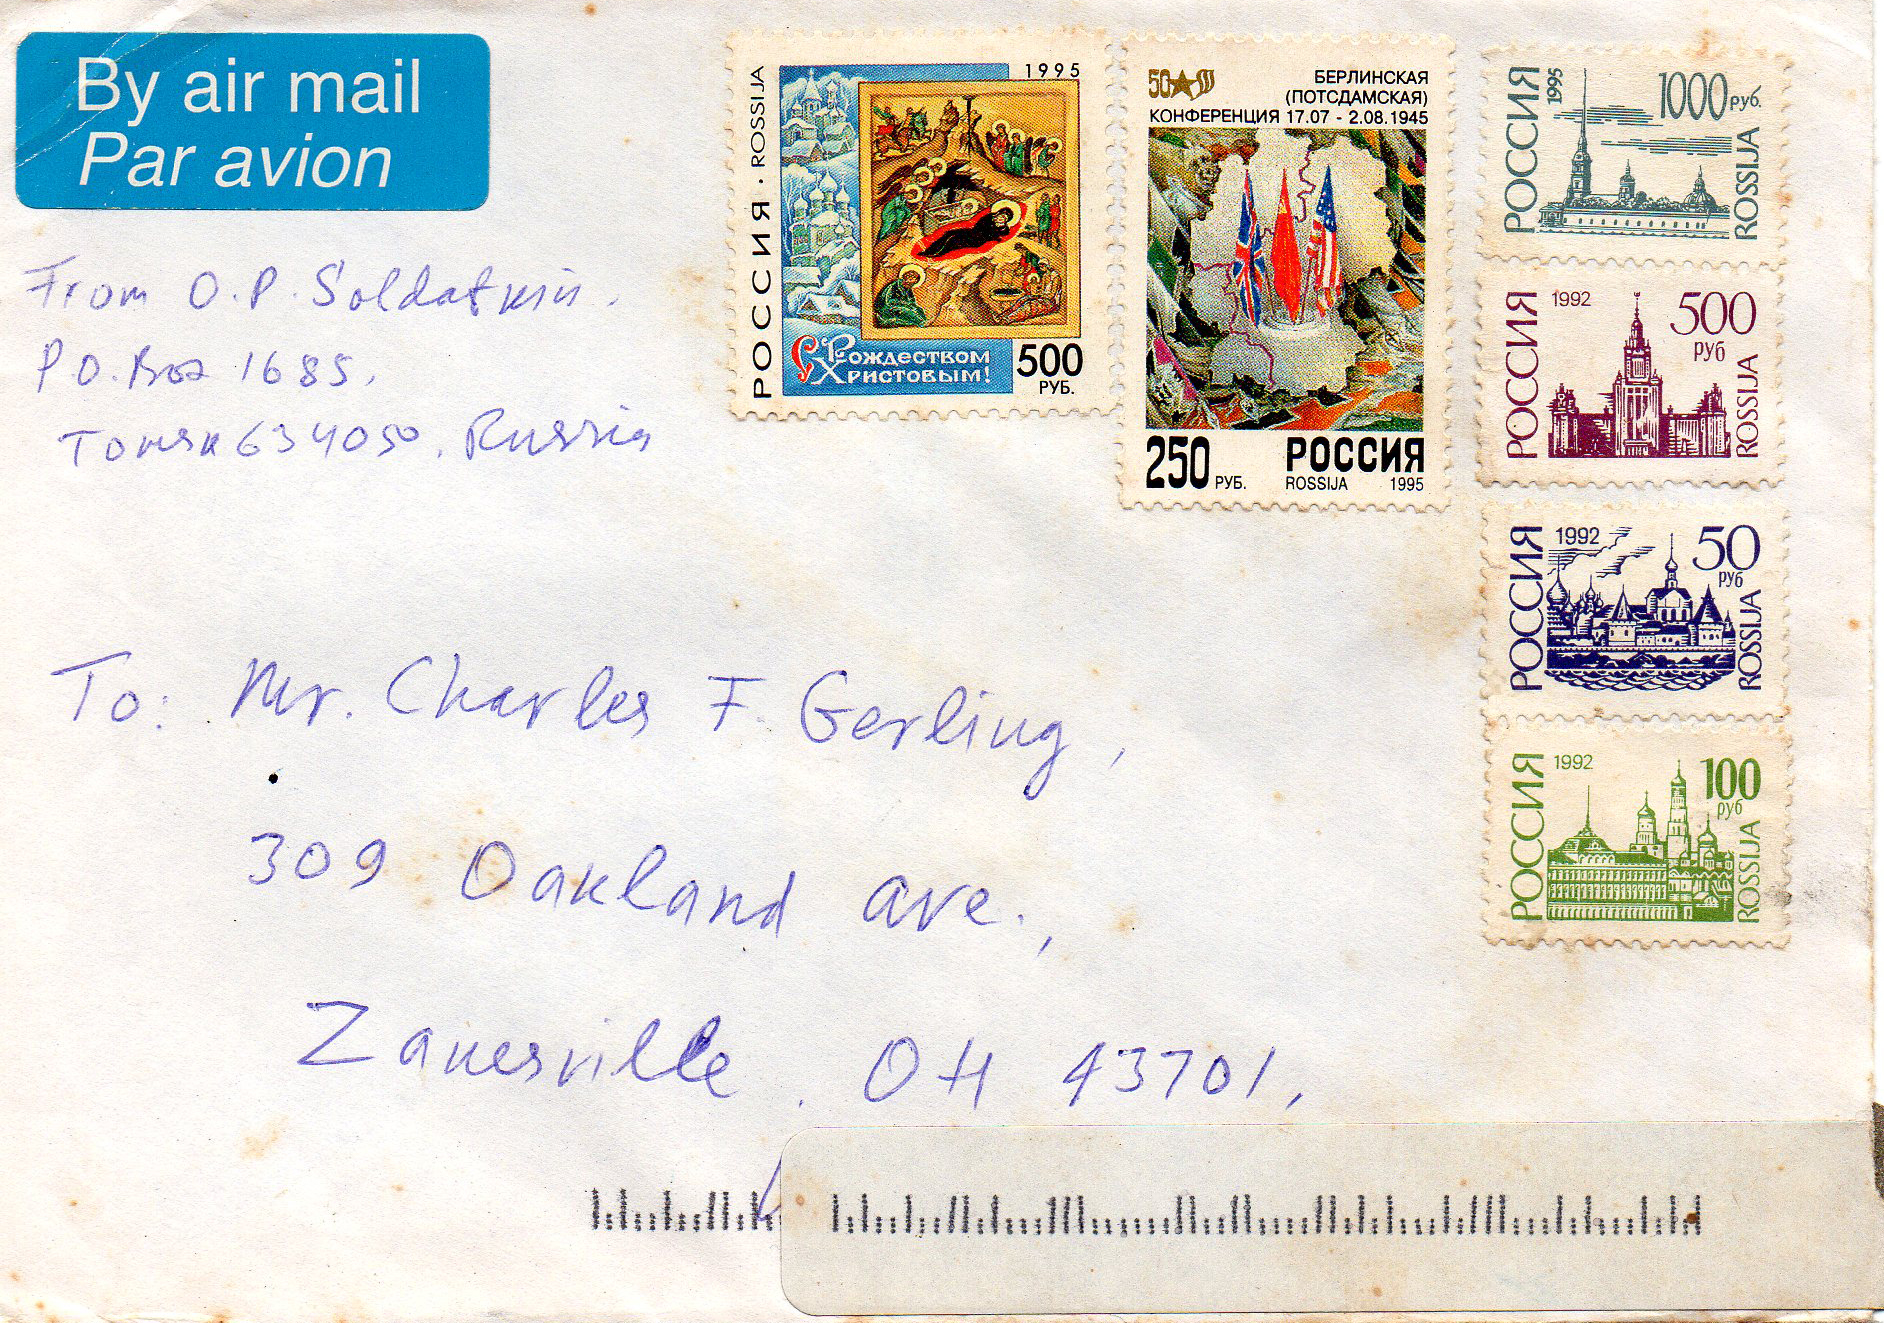 By air mail
Par avion
From O. P. Soldatkin.
P O. Box 1685,
Tomsk 634050. Russia
РОССИЯ · ROSSIJA
1995
С Рождеством
Христовым!
500
РУБ.
50
БЕРЛИНСКАЯ
(ПОТСДАМСКАЯ)
КОНФЕРЕНЦИЯ 17.07 - 2.08.1945
250 РУБ.
РОССИЯ
ROSSIJA 1995
РОССИЯ
1995
1000 руб.
ROSSIJA
РОССИЯ
1992
500
руб
ROSSIJA
РОССИЯ
1992
50
руб
ROSSIJA
РОССИЯ
1992
100
руб
ROSSIJA
To: Mr. Charles F. Gerling,
309 Oakland ave.,
Zanesville. OH 43701,